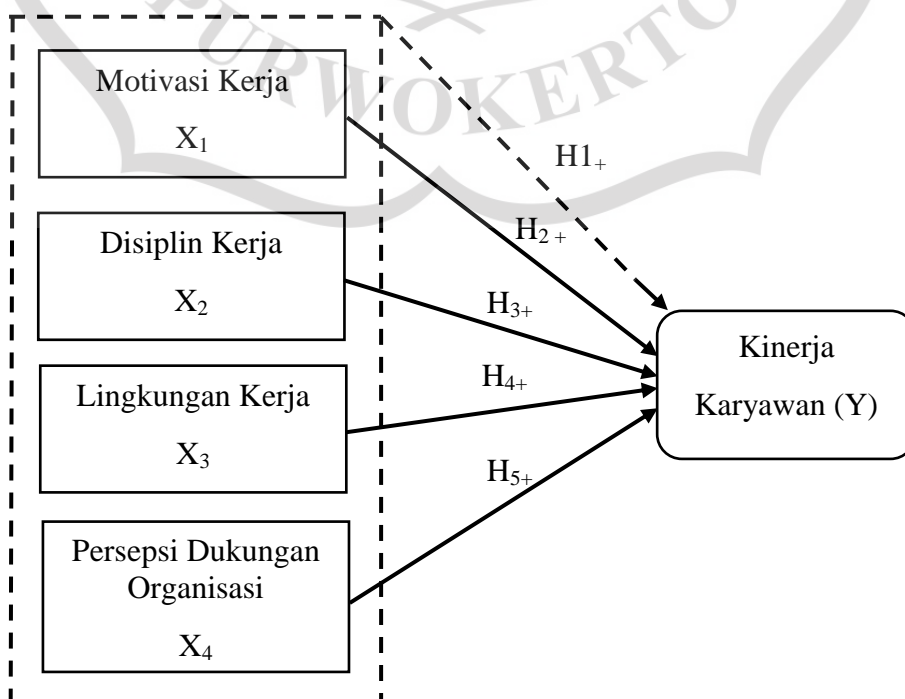 PURWOKERTO
Motivasi Kerja
X₁
H1₊
H₂ ₊
Disiplin Kerja
X₂
H₃₊
Kinerja
Karyawan (Y)
Lingkungan Kerja
X₃
H₄₊
H₅₊
Persepsi Dukungan
Organisasi
X₄